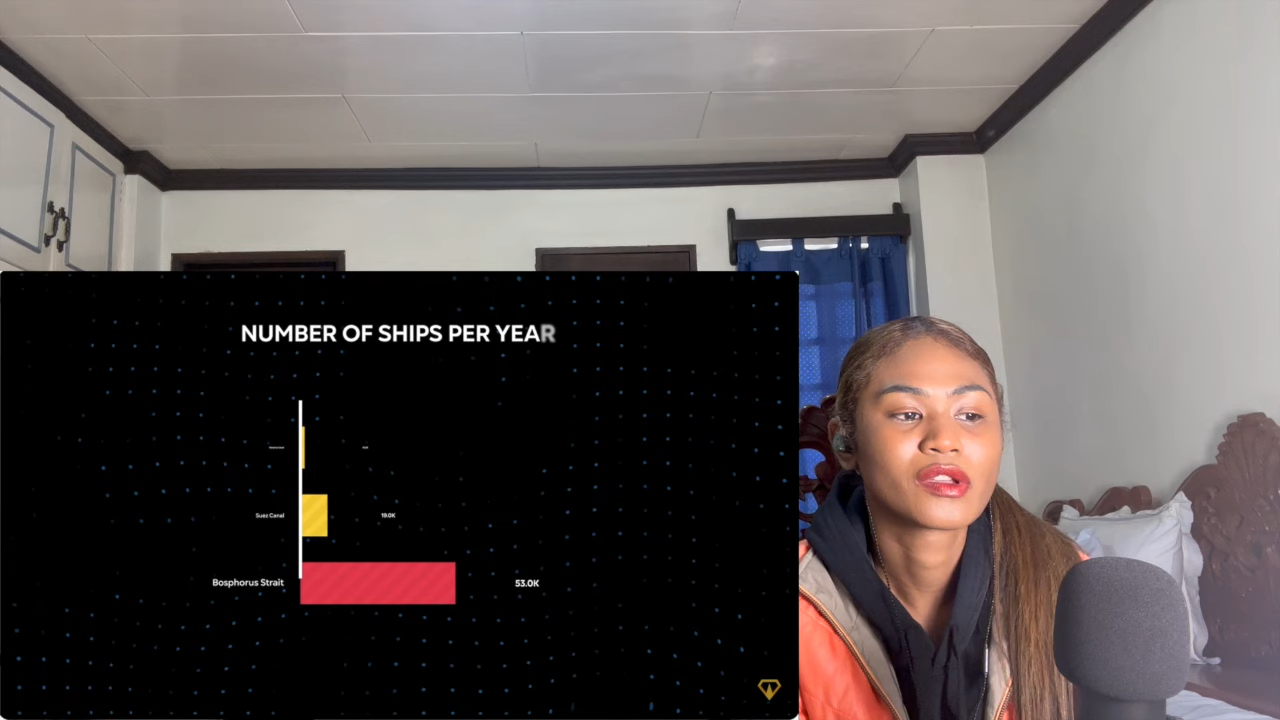 NUMBER OF SHIPS PER YEAR
Suez Canal 19.0K
Bosphorus Strait 53.0K